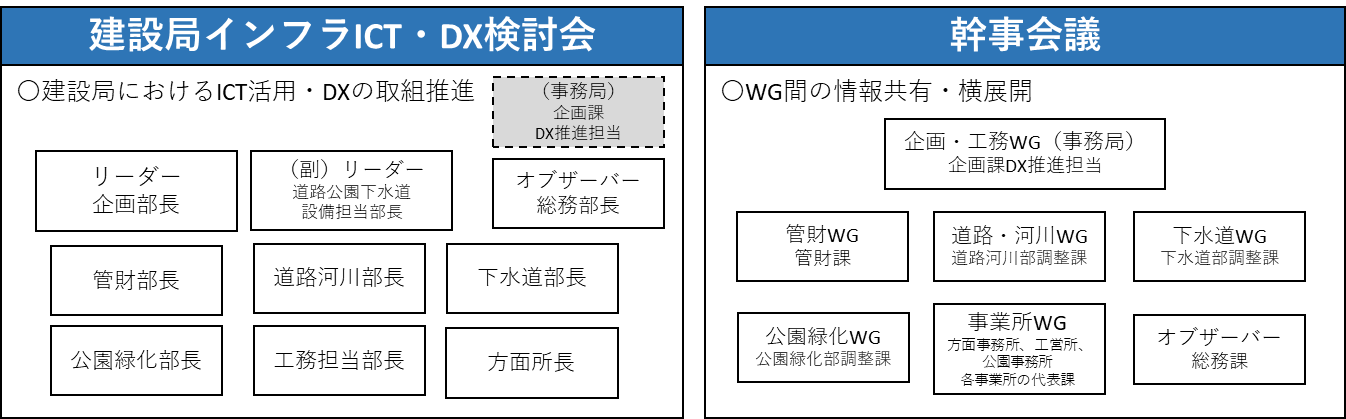 建設局インフラICT・DX検討会
〇建設局におけるICT活用・DXの取組推進
（事務局）
企画課
DX推進担当
リーダー
企画部長
（副）リーダー
道路公園下水道
設備担当部長
オブザーバー
総務部長
管財部長
道路河川部長
下水道部長
公園緑化部長
工務担当部長
方面所長
幹事会議
〇WG間の情報共有・横展開
企画・工務WG（事務局）
企画課DX推進担当
管財WG
管財課
道路・河川WG
道路河川部調整課
下水道WG
下水道部調整課
公園緑化WG
公園緑化部調整課
事業所WG
方面事務所、工営所、
公園事務所
各事業所の代表課
オブザーバー
総務課